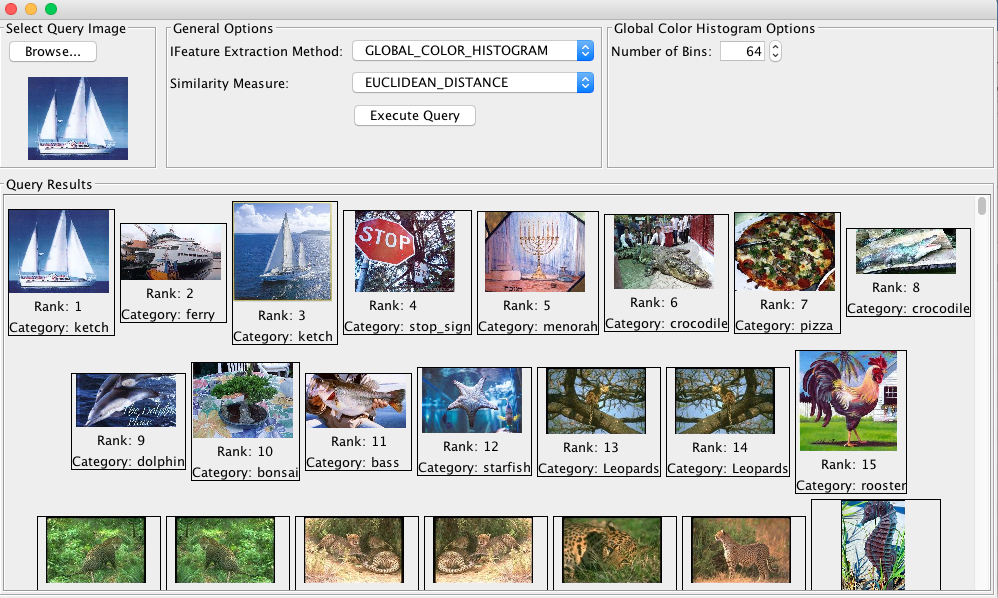 Select Query Image
Browse...
General Options
IFeature Extraction Method: GLOBAL_COLOR_HISTOGRAM
Similarity Measure: EUCLIDEAN_DISTANCE
Execute Query
Global Color Histogram Options
Number of Bins: 64
Query Results
Rank: 1
Category: ketch
Rank: 2
Category: ferry
Rank: 3
Category: ketch
STOP
Rank: 4
Category: stop_sign
Rank: 5
Category: menorah
Rank: 6
Category: crocodile
Rank: 7
Category: pizza
Rank: 8
Category: crocodile
The Dolphin
Place
Rank: 9
Category: dolphin
Rank: 10
Category: bonsai
Rank: 11
Category: bass
Rank: 12
Category: starfish
Rank: 13
Category: Leopards
Rank: 14
Category: Leopards
Rank: 15
Category: rooster